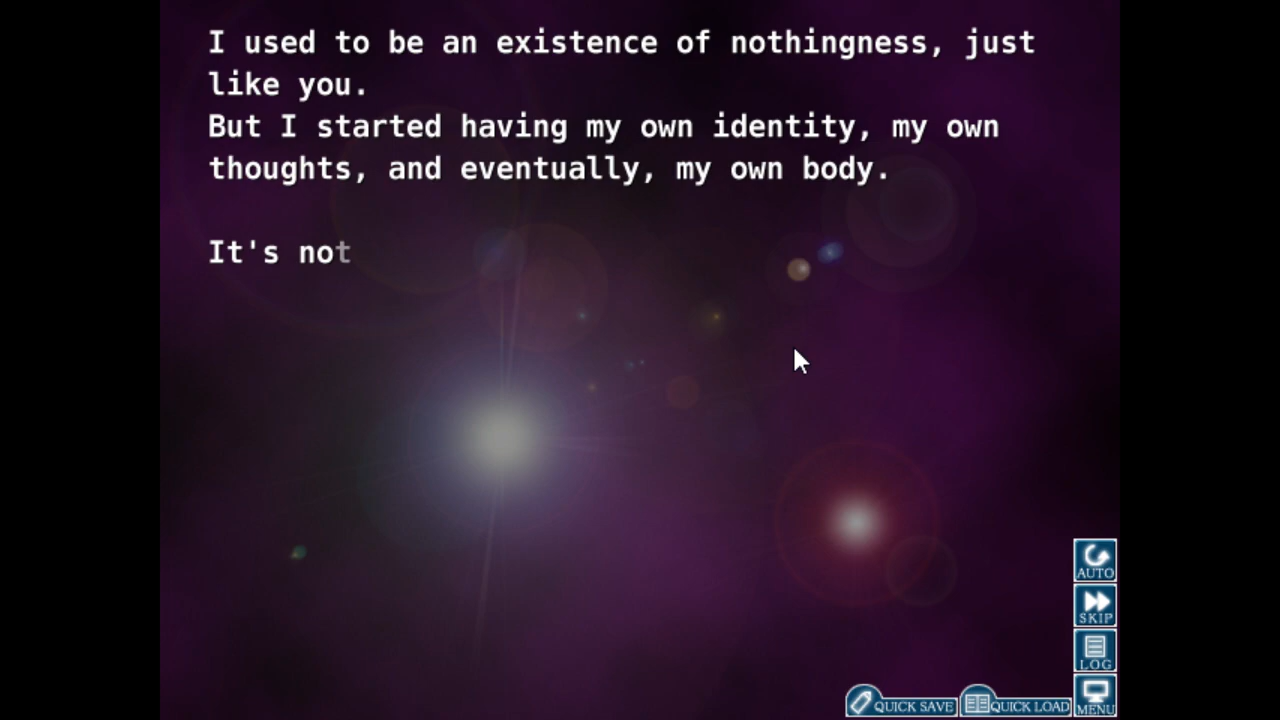 I used to be an existence of nothingness, just
like you.
But I started having my own identity, my own
thoughts, and eventually, my own body.
It's not
AUTO
SKIP
LOG
QUICK SAVE
QUICK LOAD
MENU